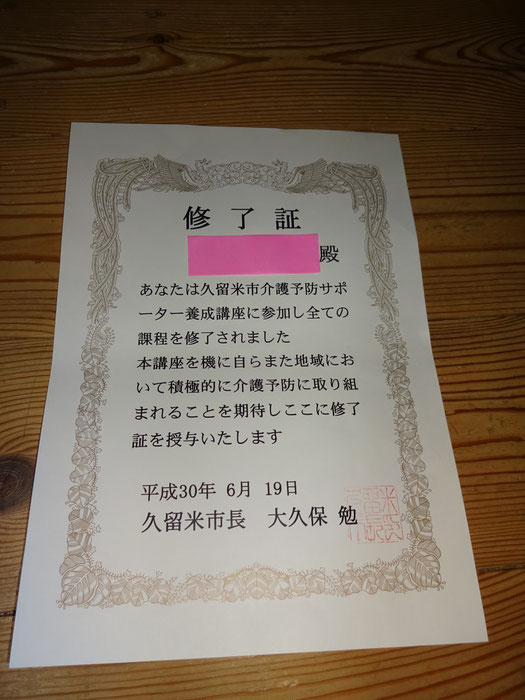 修了証
殿
あなたは久留米市介護予防サポ
ーター養成講座に参加し全ての
課程を修了されました
本講座を機に自らまた地域にお
いて積極的に介護予防に取り組
まれることを期待しここに修了
証を授与いたします
平成30年 6月 19日
久留米市長 大久保 勉